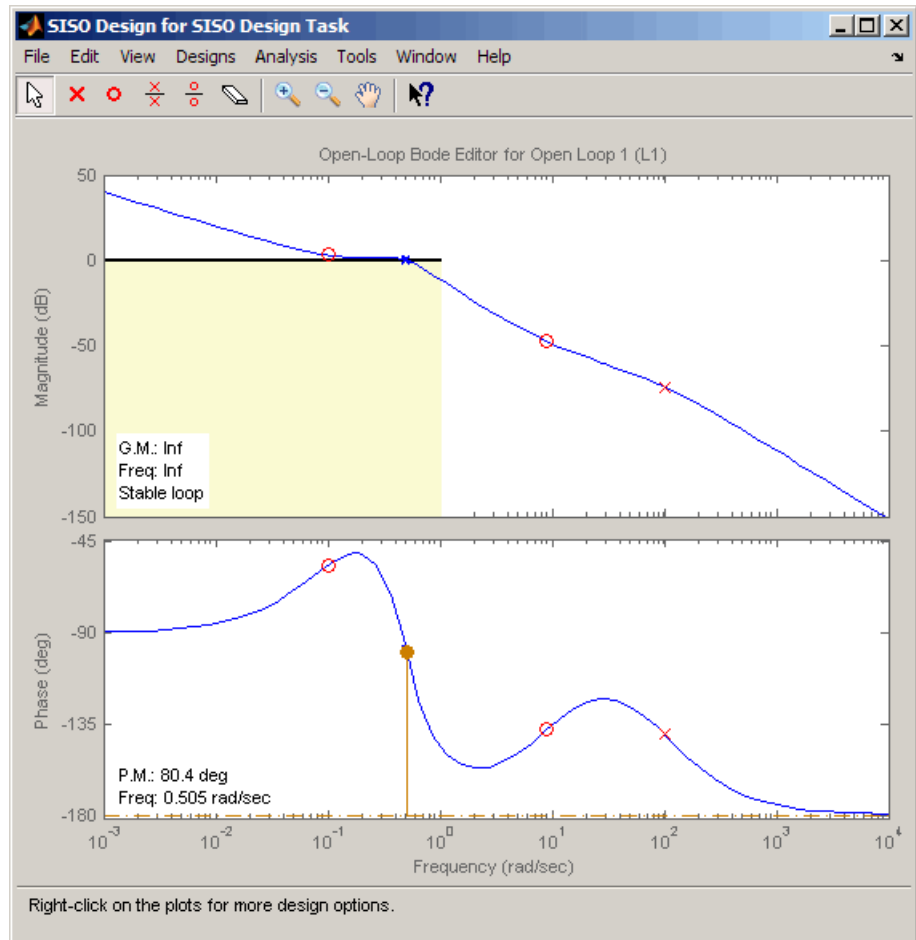 SISO Design for SISO Design Task
File Edit View Designs Analysis Tools Window Help
Open-Loop Bode Editor for Open Loop 1 (L1)
50
0
-50
-100
-150
Magnitude (dB)
G.M.: Inf
Freq: Inf
Stable loop
-45
-90
-135
-180
Phase (deg)
P.M.: 80.4 deg
Freq: 0.505 rad/sec
10^-3 10^-2 10^-1 10^0 10^1 10^2 10^3 10^4
Frequency (rad/sec)
Right-click on the plots for more design options.